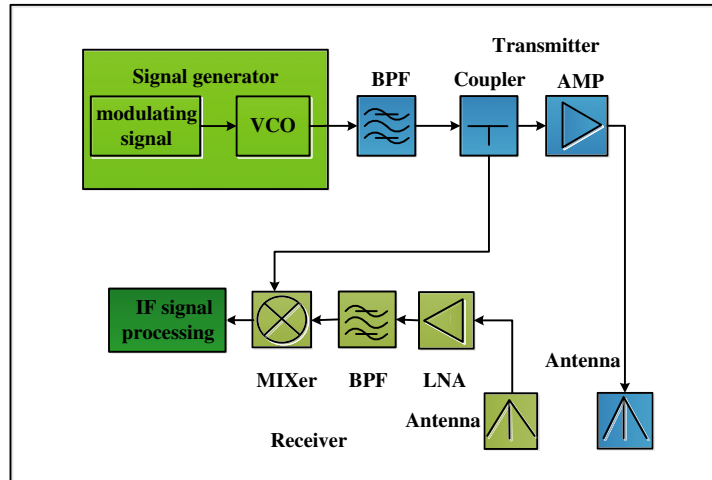 Transmitter
Signal generator
BPF
Coupler
AMP
modulating
signal
VCO
IF signal
processing
MIXer
BPF
LNA
Antenna
Antenna
Receiver